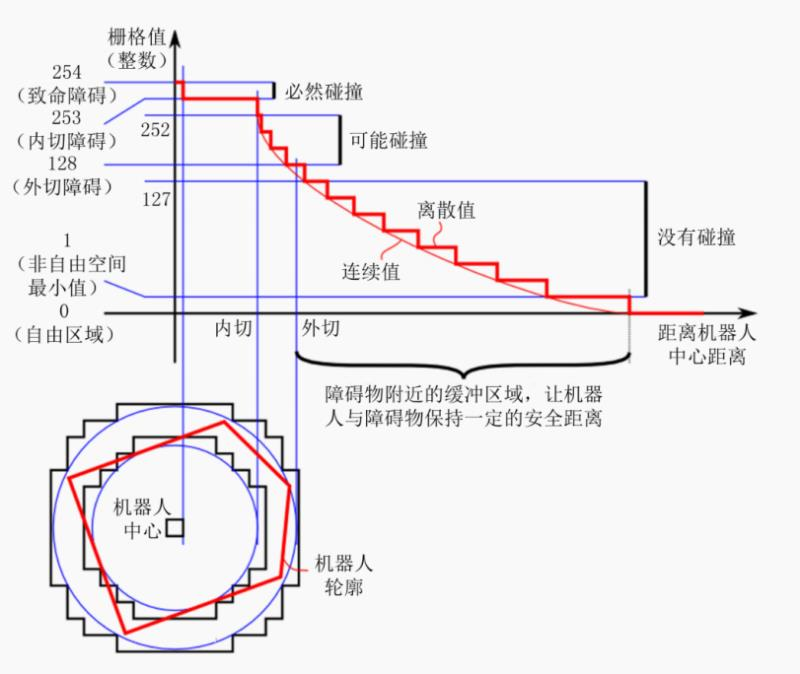 栅格值
（整数）
254
（致命障碍）
253
（内切障碍）
252
128
（外切障碍）
127
1
（非自由空间
最小值）
0
（自由区域）
必然碰撞
可能碰撞
离散值
连续值
没有碰撞
内切
外切
距离机器人
中心距离
障碍物附近的缓冲区域，让机器
人与障碍物保持一定的安全距离
机器人
中心
机器人
轮廓